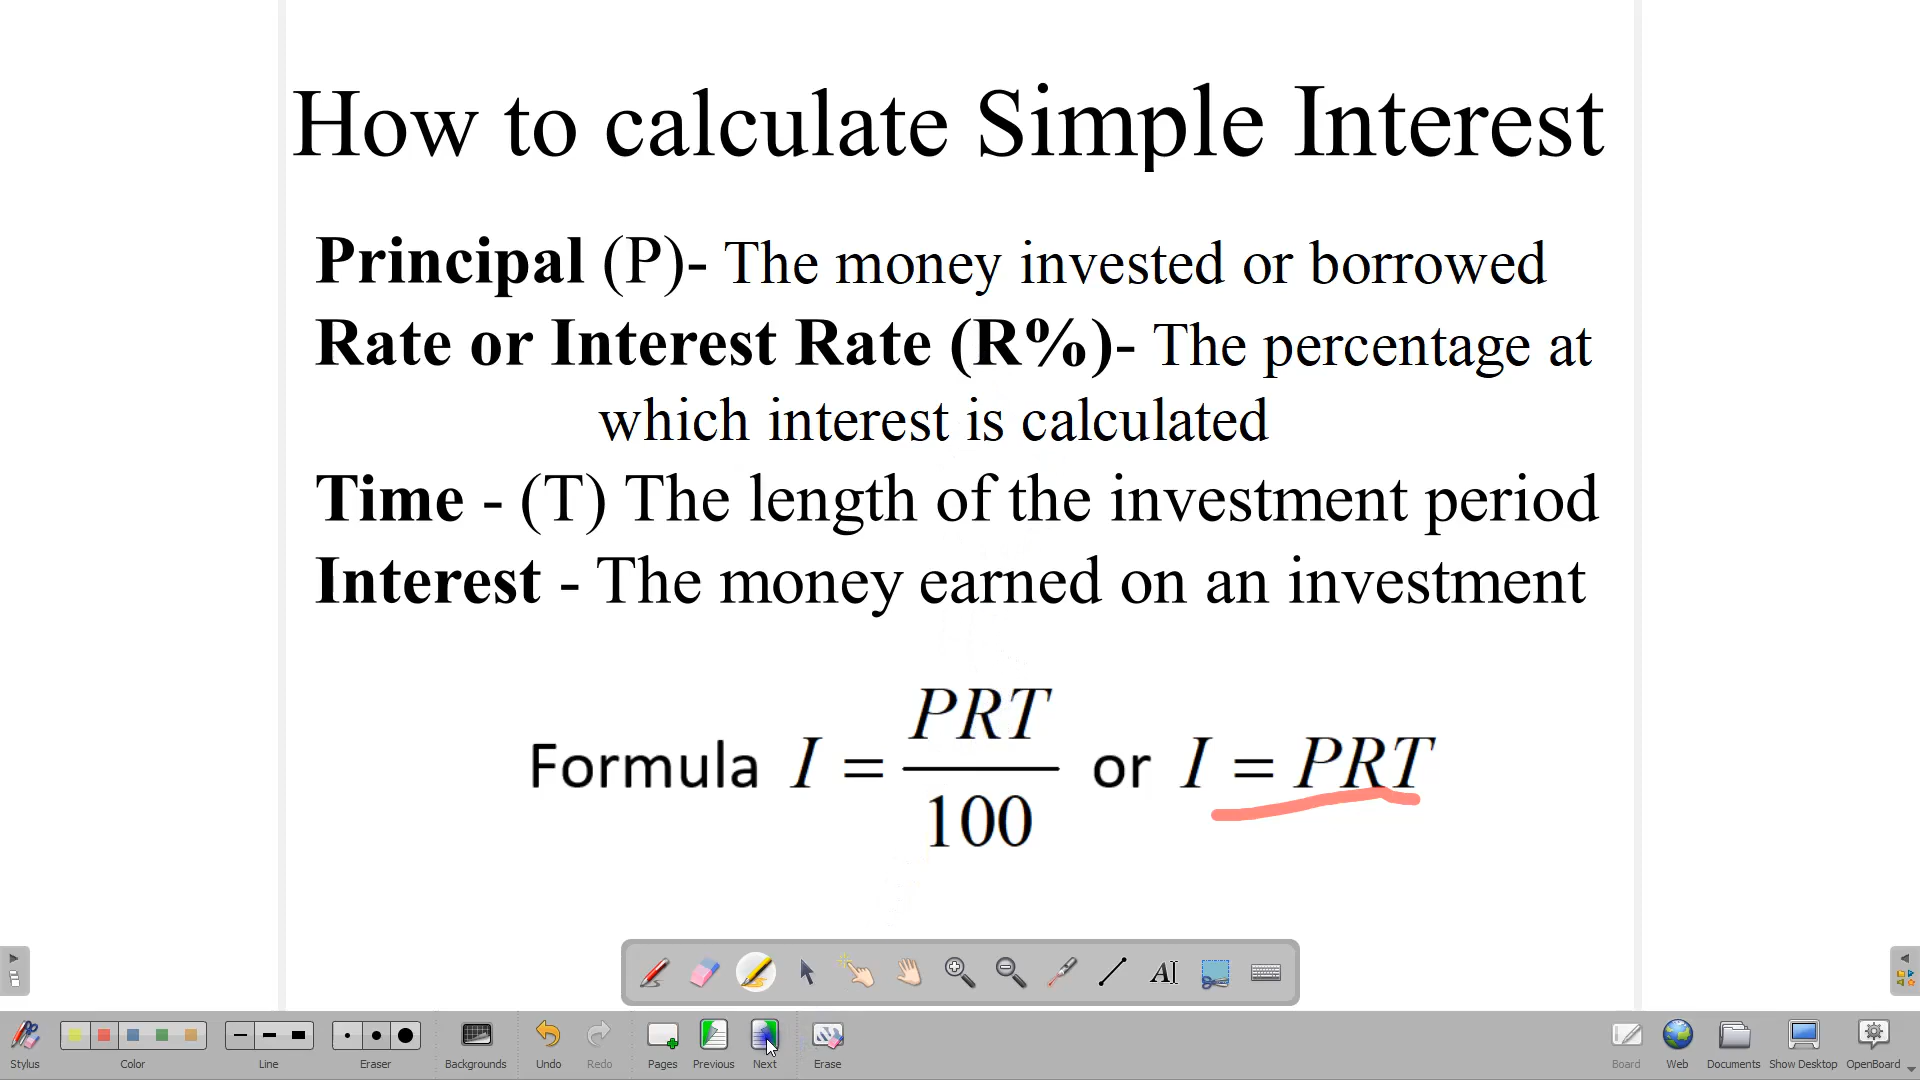 How to calculate Simple Interest
Principal (P)- The money invested or borrowed
Rate or Interest Rate (R%)- The percentage at
which interest is calculated
Time - (T) The length of the investment period
Interest - The money earned on an investment
Formula I = PRT / 100 or I = PRT
Stylus Color Line Eraser Backgrounds Undo Redo Pages Previous Next Erase Board Web Documents Show Desktop OpenBoard